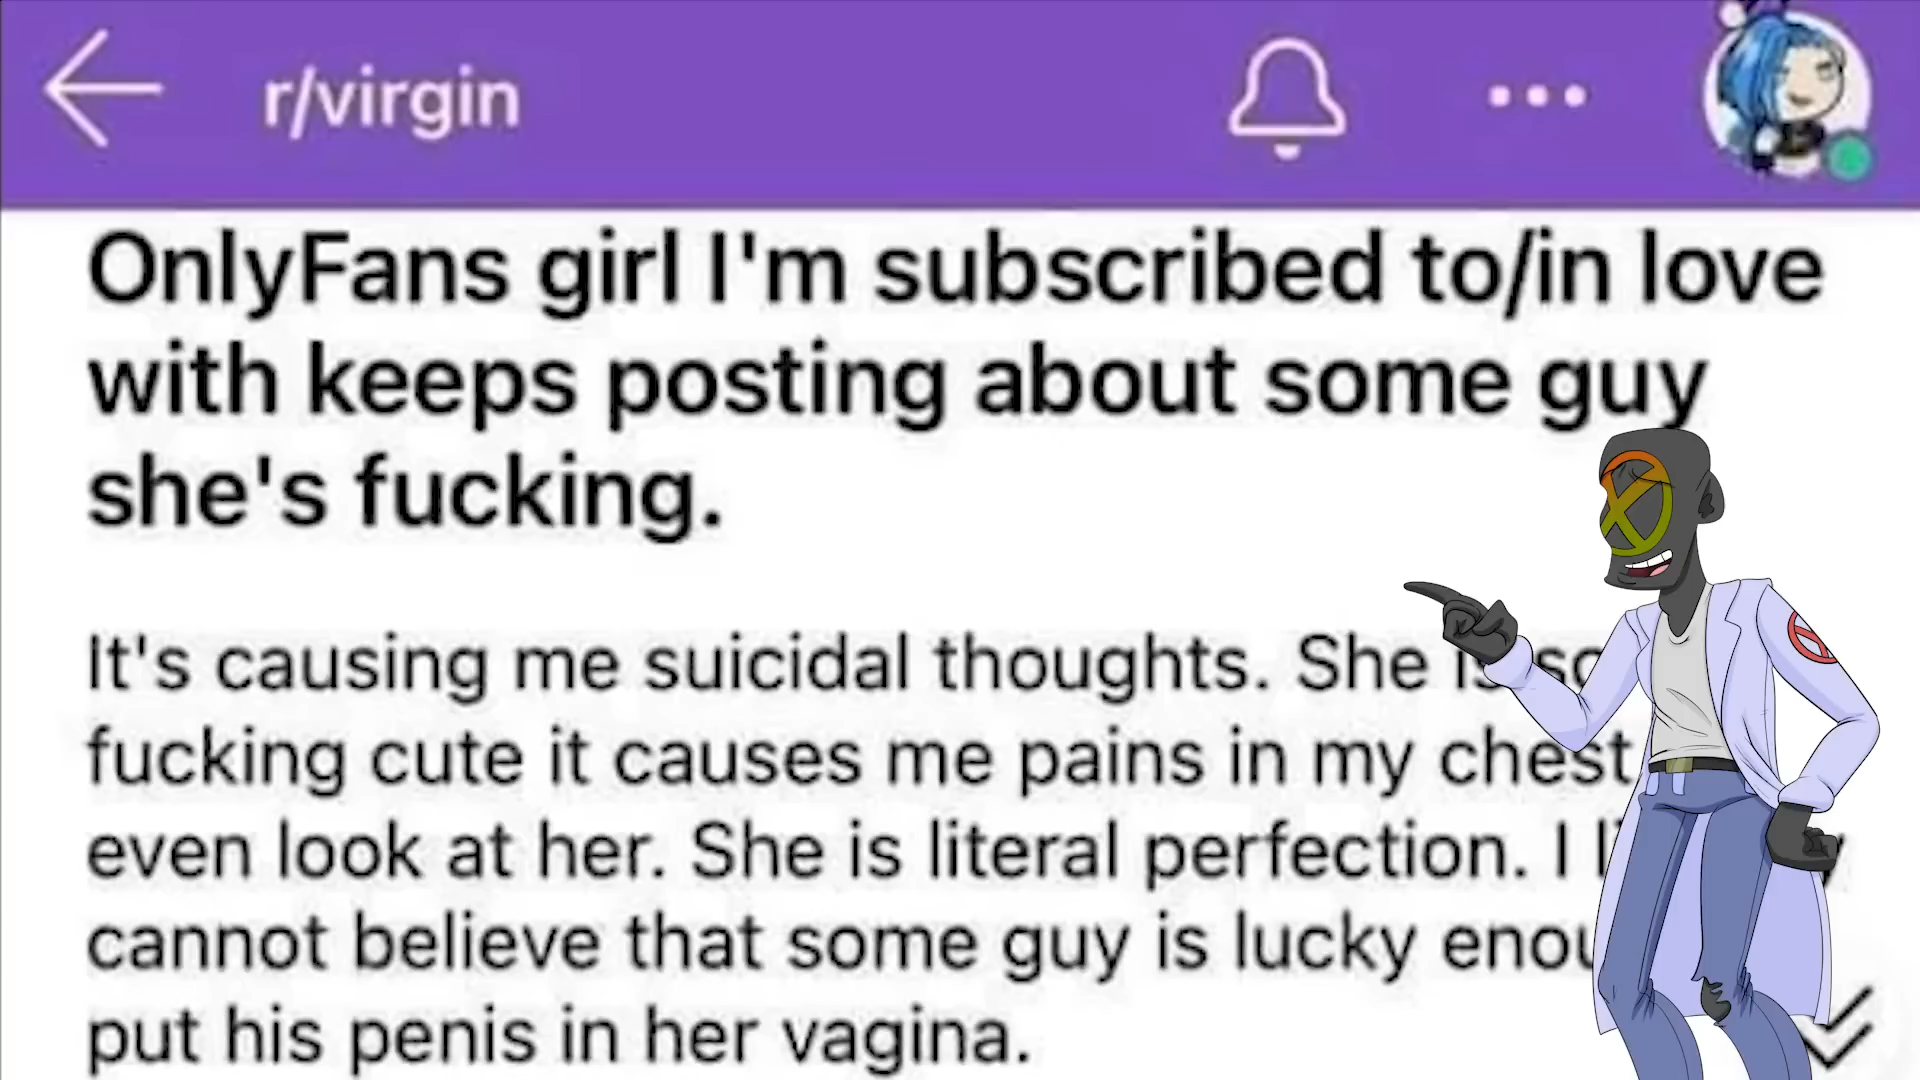 r/virgin
OnlyFans girl I'm subscribed to/in love
with keeps posting about some guy
she's fucking.
It's causing me suicidal thoughts. She is
fucking cute it causes me pains in my chest
even look at her. She is literal perfection. I
cannot believe that some guy is lucky
put his penis in her vagina.